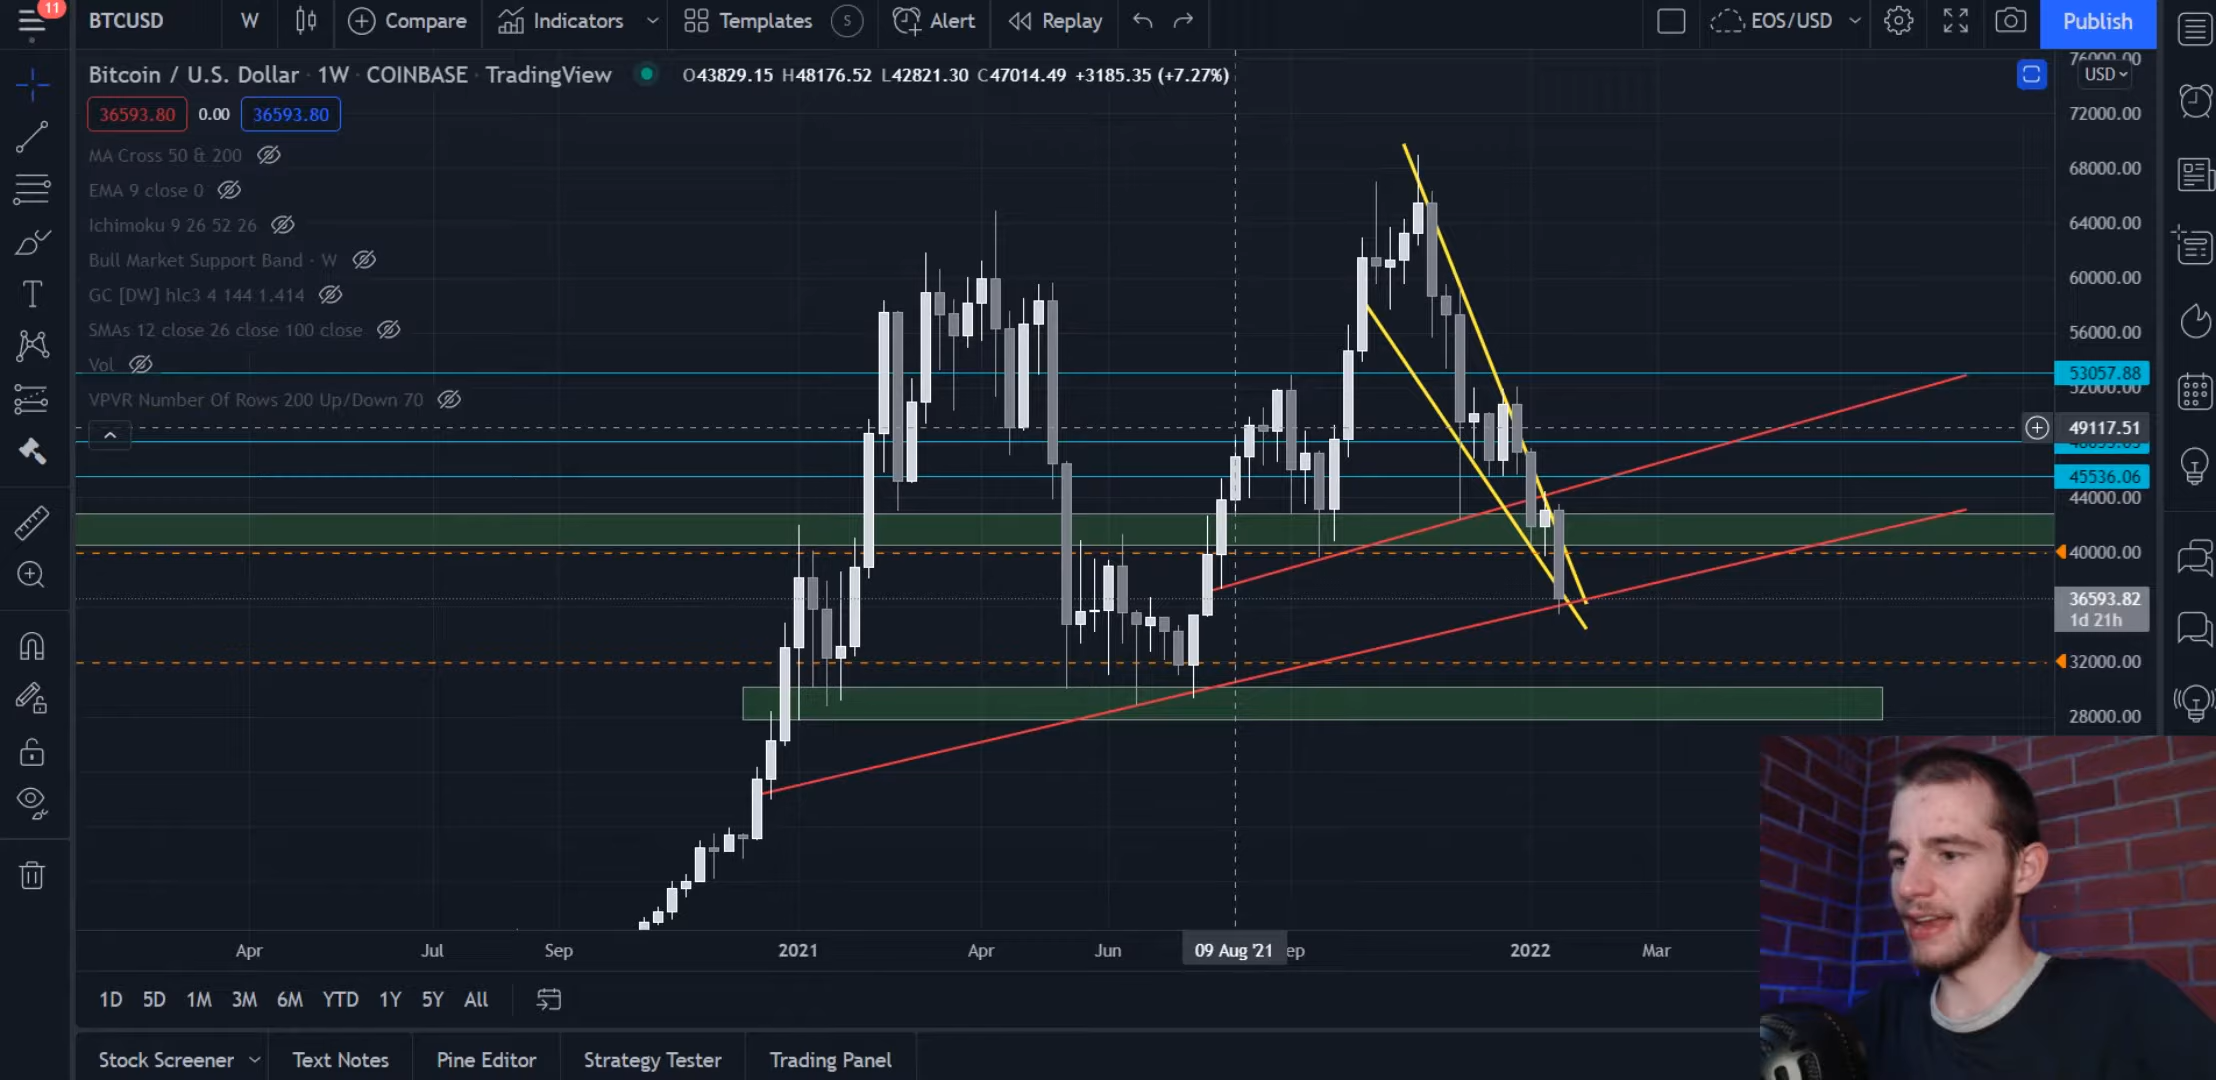 11
BTCUSD W Compare Indicators Templates S Alert Replay EOS/USD Publish
Bitcoin / U.S. Dollar · 1W · COINBASE · TradingView O43829.15 H48176.52 L42821.30 C47014.49 +3185.35 (+7.27%)
36593.80 0.00 36593.80
MA Cross 50 & 200
EMA 9 close 0
Ichimoku 9 26 52 26
Bull Market Support Band · W
GC [DW] hlc3 4 144 1.414
SMAs 12 close 26 close 100 close
Vol
VPVR Number Of Rows 200 Up/Down 70
76000.00
USD
72000.00
68000.00
64000.00
60000.00
56000.00
53057.88
52000.00
49117.51
45536.06
44000.00
40000.00
36593.82
1d 21h
32000.00
28000.00
Apr Jul Sep 2021 Apr Jun 09 Aug '21 ep 2022 Mar
1D 5D 1M 3M 6M YTD 1Y 5Y All
Stock Screener Text Notes Pine Editor Strategy Tester Trading Panel